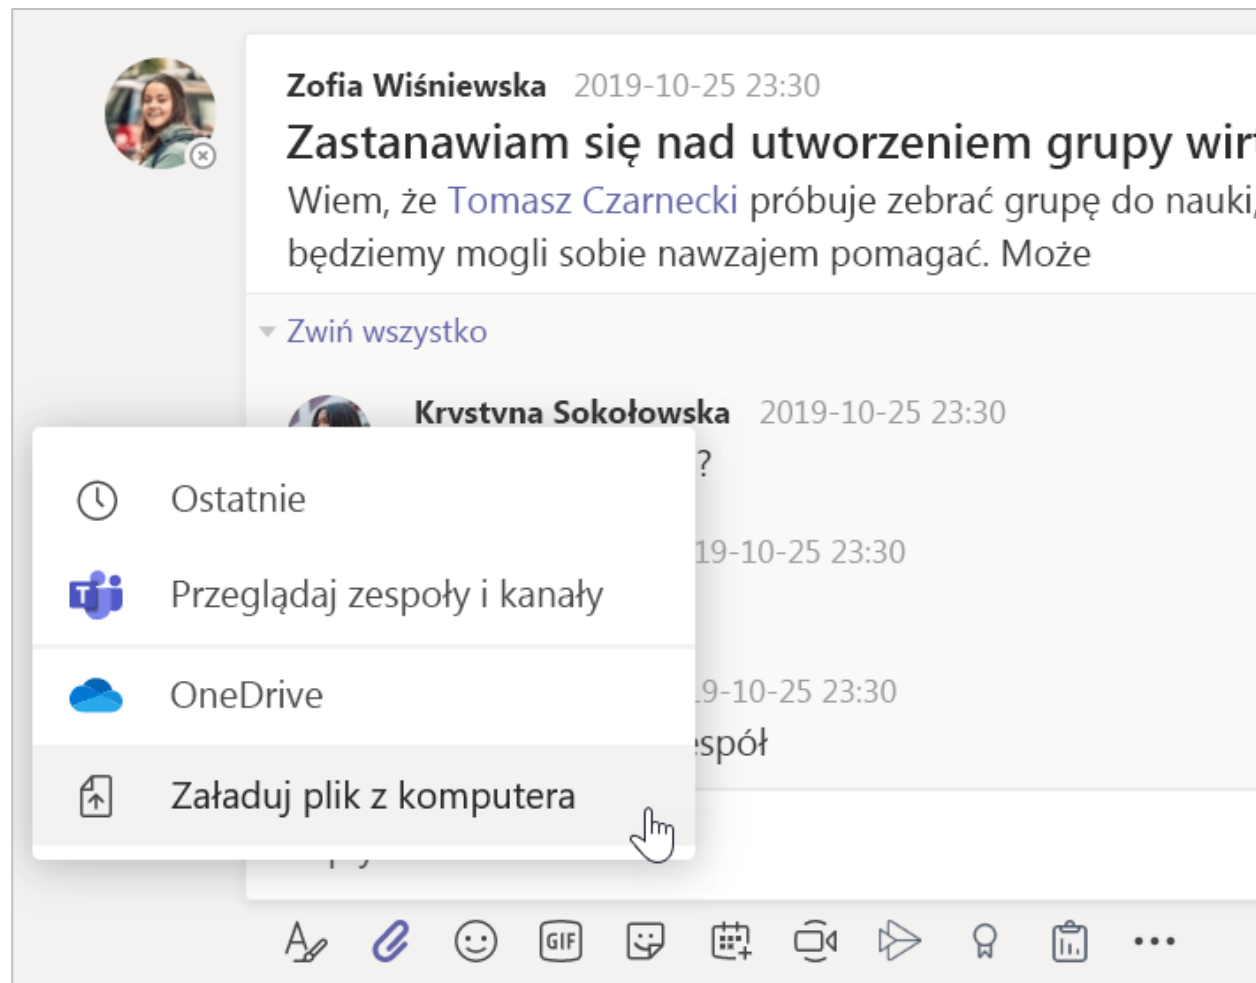 Zofia Wiśniewska 2019-10-25 23:30
Zastanawiam się nad utworzeniem grupy wirt
Wiem, że Tomasz Czarnecki próbuje zebrać grupę do nauki,
będziemy mogli sobie nawzajem pomagać. Może
Zwiń wszystko
Krystyna Sokołowska 2019-10-25 23:30
?
Ostatnie
19-10-25 23:30
Przeglądaj zespoły i kanały
OneDrive
9-10-25 23:30
espół
Załaduj plik z komputera
GIF